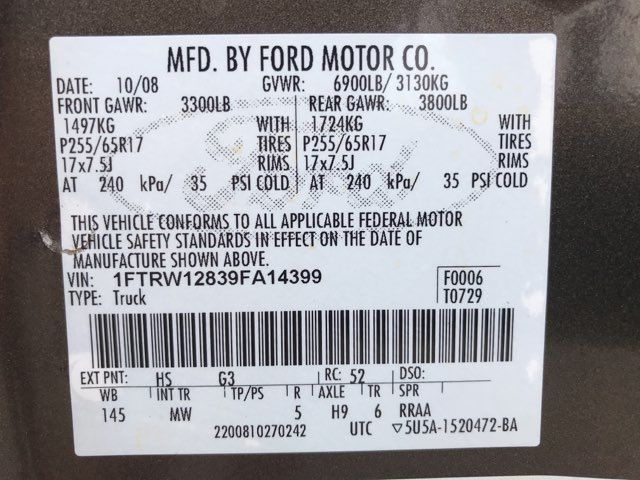 MFD. BY FORD MOTOR CO.
DATE: 10/08 GVWR: 6900LB/ 3130KG
FRONT GAWR: 3300LB REAR GAWR: 3800LB
1497KG WITH 1724KG WITH
P255/65R17 TIRES P255/65R17 TIRES
17x7.5J RIMS 17x7.5J RIMS
AT 240 kPa/ 35 PSI COLD AT 240 kPa/ 35 PSI COLD
Ford
THIS VEHICLE CONFORMS TO ALL APPLICABLE FEDERAL MOTOR
VEHICLE SAFETY STANDARDS IN EFFECT ON THE DATE OF
MANUFACTURE SHOWN ABOVE.
VIN: 1FTRW12839FA14399 F0006
TYPE: Truck T0729
EXT PNT: HS G3 RC: 52 DSO:
WB INT TR TP/PS R AXLE TR SPR
145 MW 5 H9 6 RRAA
2200810270242 UTC ▽5U5A-1520472-BA